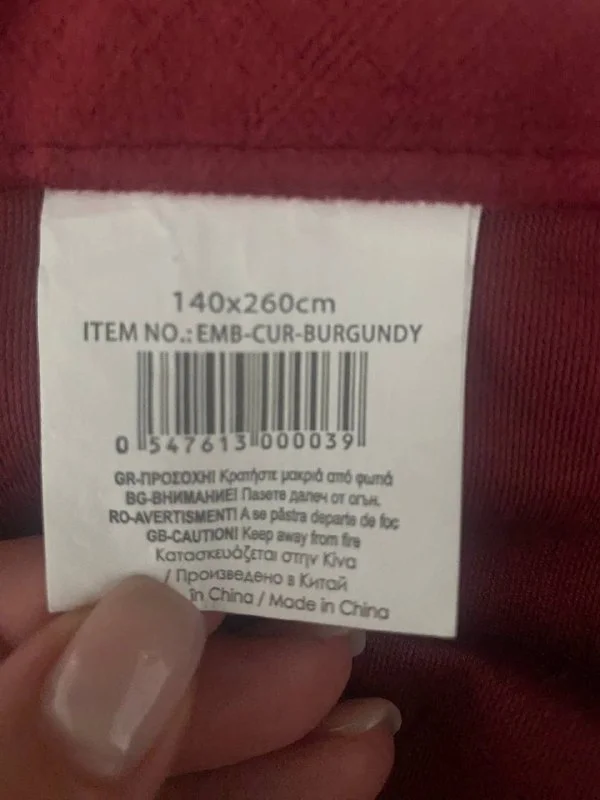 140x260cm
ITEM NO.: EMB-CUR-BURGUNDY
0 547613 000039
GR-ΠΡΟΣΟΧΗ! Κρατήστε μακριά από φωτιά
BG-ВНИМАНИЕ! Пазете далеч от огън.
RO-AVERTISMENT! A se păstra departe de foc
GB-CAUTION! Keep away from fire
Κατασκευάζεται στην Κίνα
/ Произведено в Китай
în China / Made in China